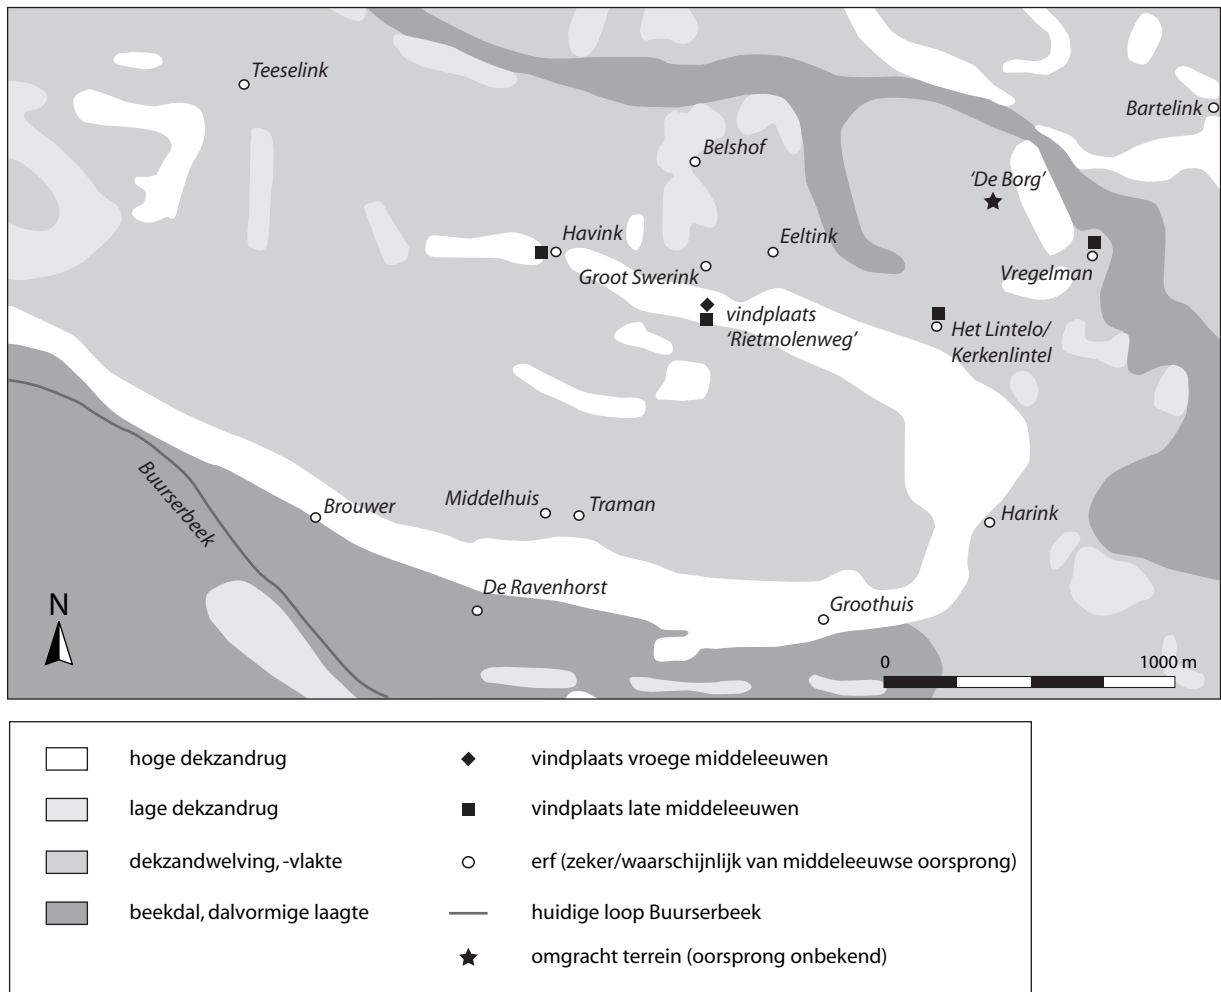 Teeselink
Bartelink
Belshof
‘De Borg’
Havink
Eeltink
Groot Swerink
Vregelman
vindplaats
‘Rietmolenweg’
Het Lintelo/
Kerkenlintel
Buurserbeek
Brouwer
Middelhuis
Traman
Harink
De Ravenhorst
Groothuis
N
0 1000 m
hoge dekzandrug
lage dekzandrug
dekzandwelving, -vlakte
beekdal, dalvormige laagte
vindplaats vroege middeleeuwen
vindplaats late middeleeuwen
erf (zeker/waarschijnlijk van middeleeuwse oorsprong)
huidige loop Buurserbeek
omgracht terrein (oorsprong onbekend)